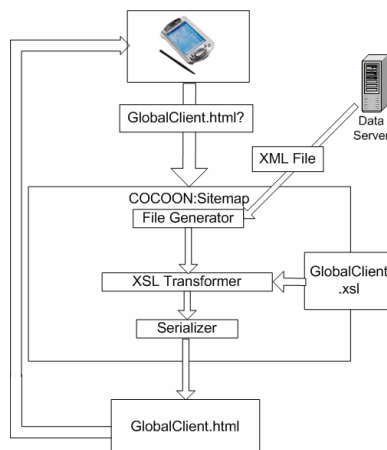 GlobalClient.html?
Data
Server
XML File
COCOON:Sitemap
File Generator
XSL Transformer
GlobalClient
.xsl
Serializer
GlobalClient.html